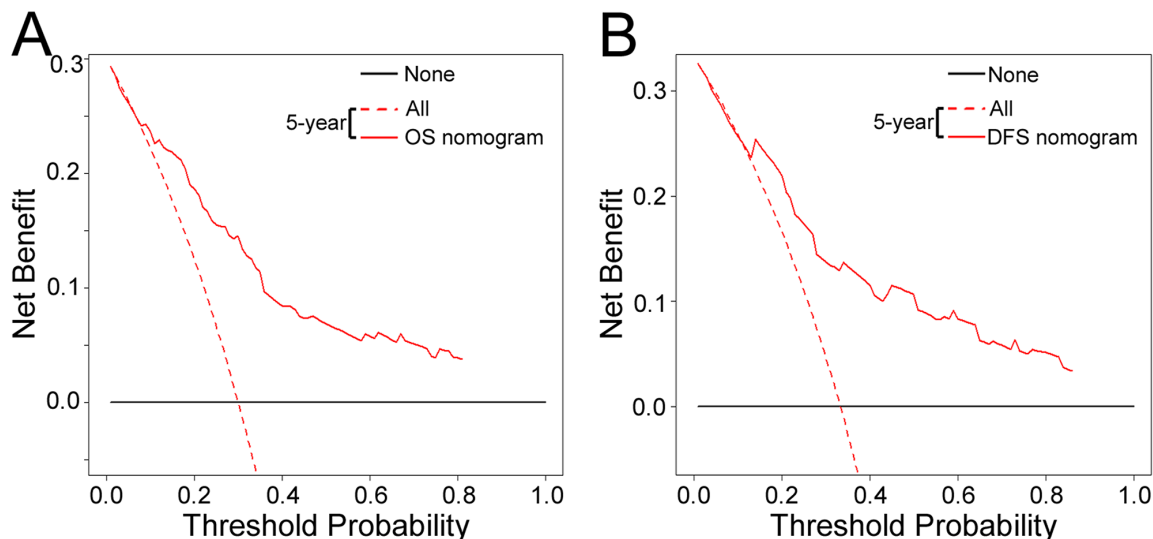 A
0.3
0.2
0.1
0.0
Net Benefit
None
All
5-year
OS nomogram
0.0 0.2 0.4 0.6 0.8 1.0
Threshold Probability
B
0.3
0.2
0.1
0.0
Net Benefit
None
All
5-year
DFS nomogram
0.0 0.2 0.4 0.6 0.8 1.0
Threshold Probability